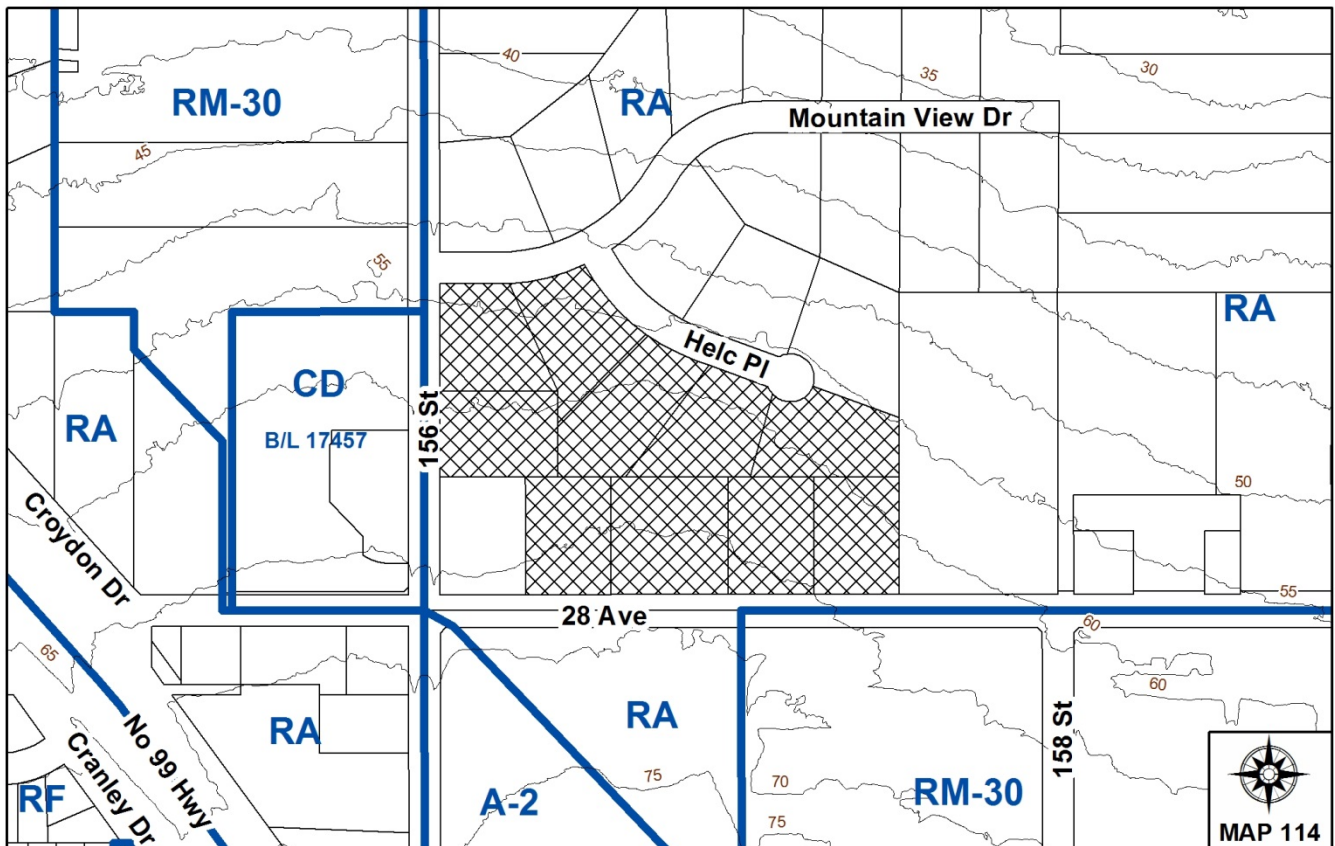 40
35
30
RM-30
RA
Mountain View Dr
45
55
RA
Helc Pl
CD
RA
B/L 17457
156 St
50
Croydon Dr
55
28 Ave
60
65
60
RA
RA
158 St
No 99 Hwy
Cranley Dr
75
70
RF
A-2
RM-30
75
MAP 114